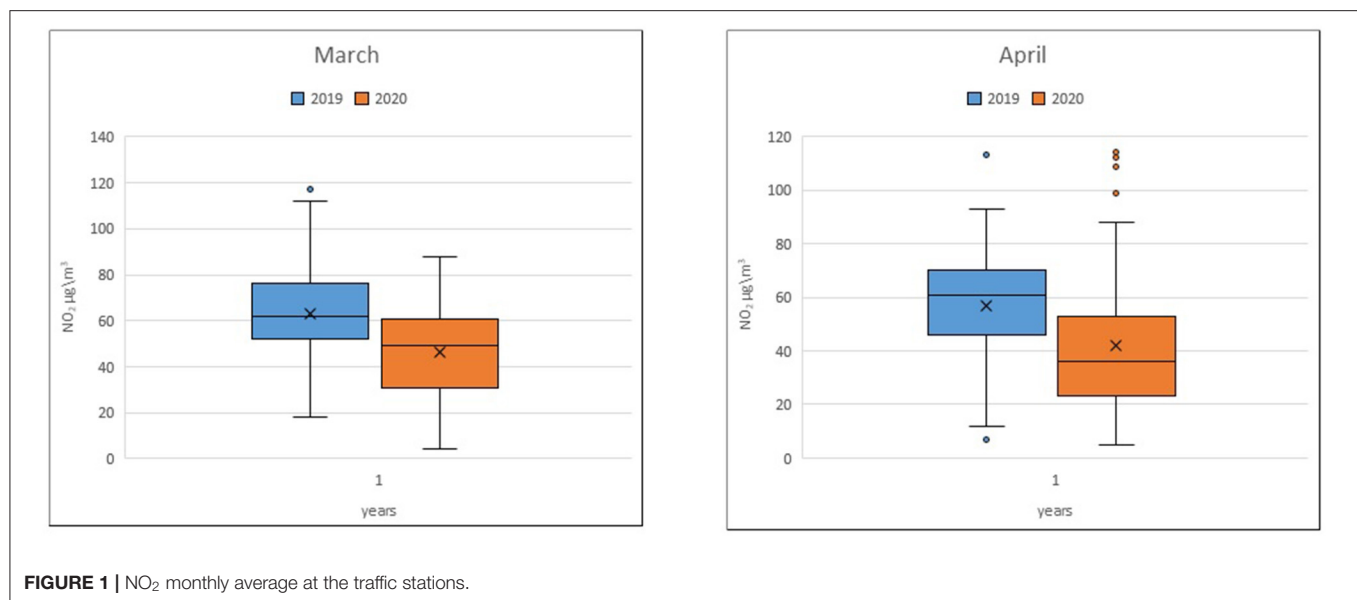 March
2019 2020
140
120
100
80
60
40
20
0
NO₂ µg\m³
1
years
April
2019 2020
120
100
80
60
40
20
0
NO₂ µg\m³
1
years
FIGURE 1 | NO₂ monthly average at the traffic stations.